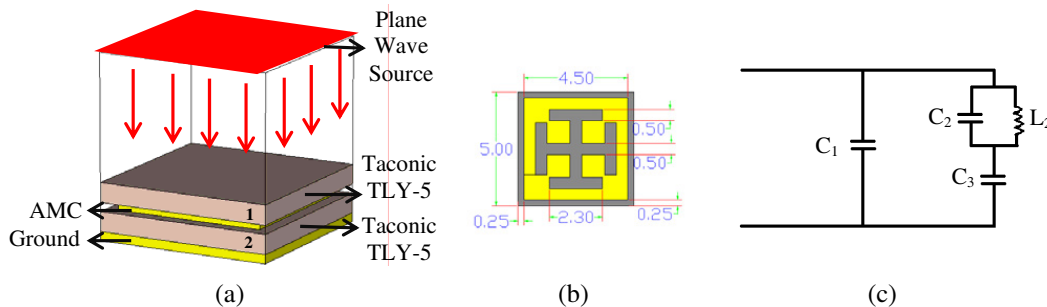 Plane
Wave
Source
Taconic
TLY-5
AMC
1
Ground
2
Taconic
TLY-5
(a)
4.50
5.00
0.50
0.50
0.25
2.30
0.25
(b)
C1
C2
L2
C3
(c)